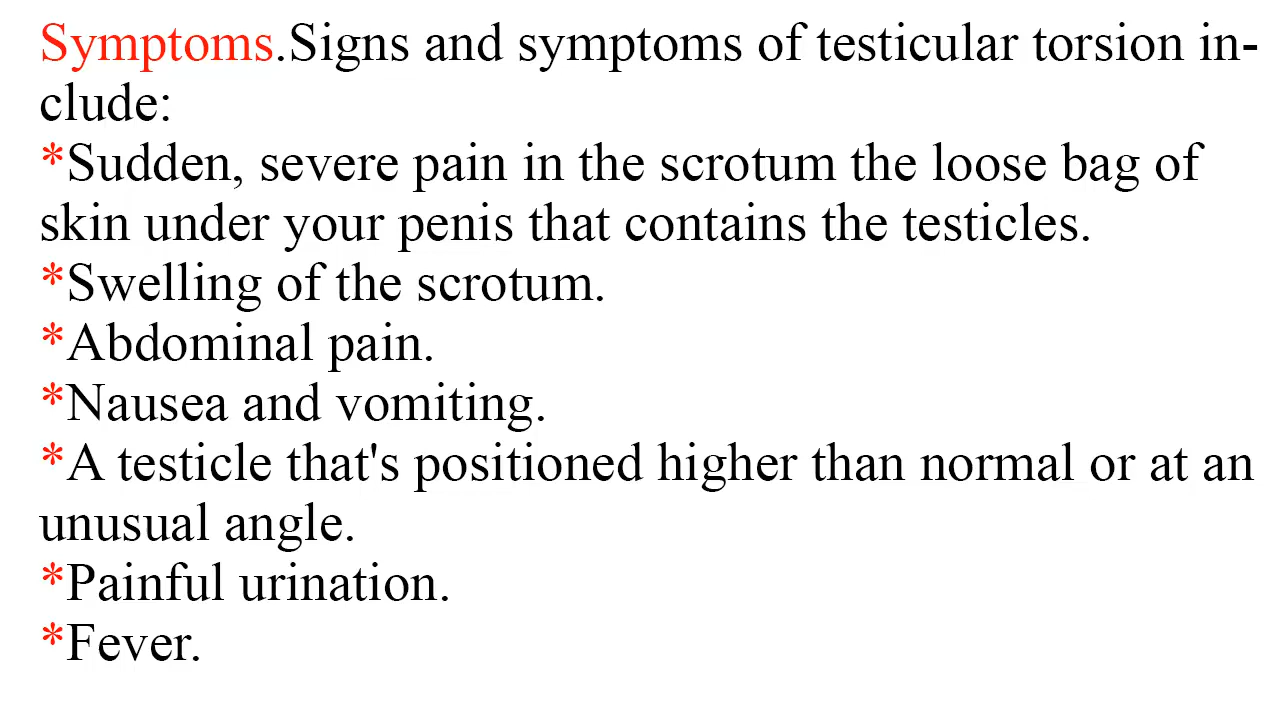 Symptoms.Signs and symptoms of testicular torsion in-
clude:
*Sudden, severe pain in the scrotum the loose bag of
skin under your penis that contains the testicles.
*Swelling of the scrotum.
*Abdominal pain.
*Nausea and vomiting.
*A testicle that's positioned higher than normal or at an
unusual angle.
*Painful urination.
*Fever.